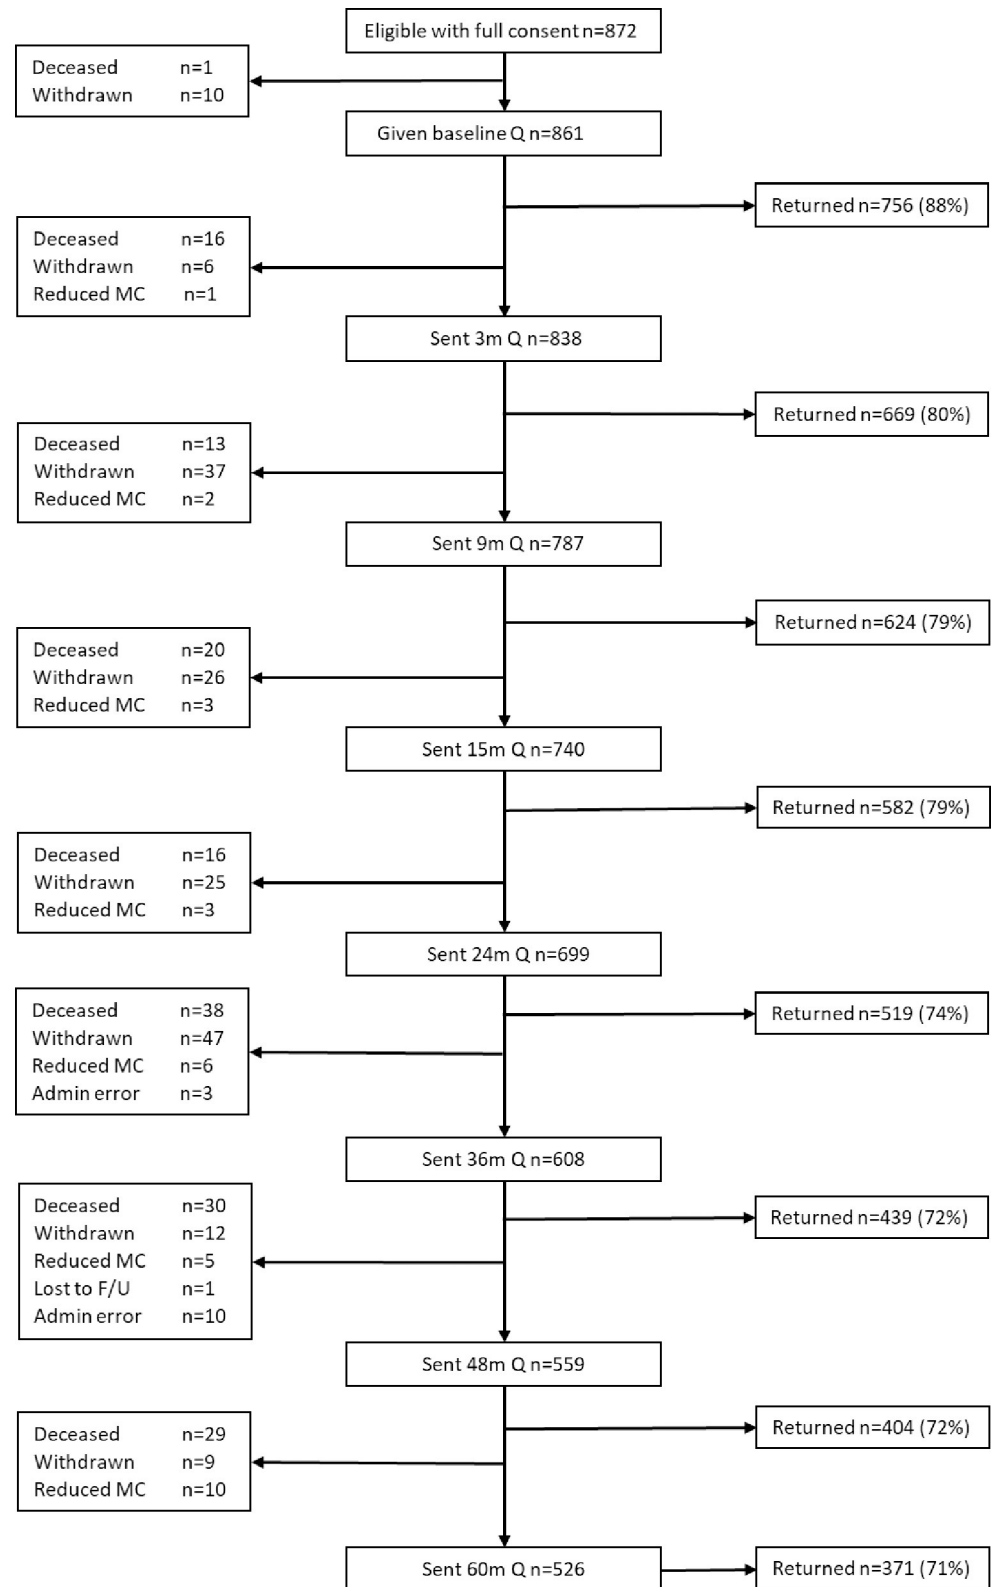 Eligible with full consent n=872
Deceased n=1
Withdrawn n=10
Given baseline Q n=861
Returned n=756 (88%)
Deceased n=16
Withdrawn n=6
Reduced MC n=1
Sent 3m Q n=838
Returned n=669 (80%)
Deceased n=13
Withdrawn n=37
Reduced MC n=2
Sent 9m Q n=787
Returned n=624 (79%)
Deceased n=20
Withdrawn n=26
Reduced MC n=3
Sent 15m Q n=740
Returned n=582 (79%)
Deceased n=16
Withdrawn n=25
Reduced MC n=3
Sent 24m Q n=699
Returned n=519 (74%)
Deceased n=38
Withdrawn n=47
Reduced MC n=6
Admin error n=3
Sent 36m Q n=608
Returned n=439 (72%)
Deceased n=30
Withdrawn n=12
Reduced MC n=5
Lost to F/U n=1
Admin error n=10
Sent 48m Q n=559
Returned n=404 (72%)
Deceased n=29
Withdrawn n=9
Reduced MC n=10
Sent 60m Q n=526
Returned n=371 (71%)